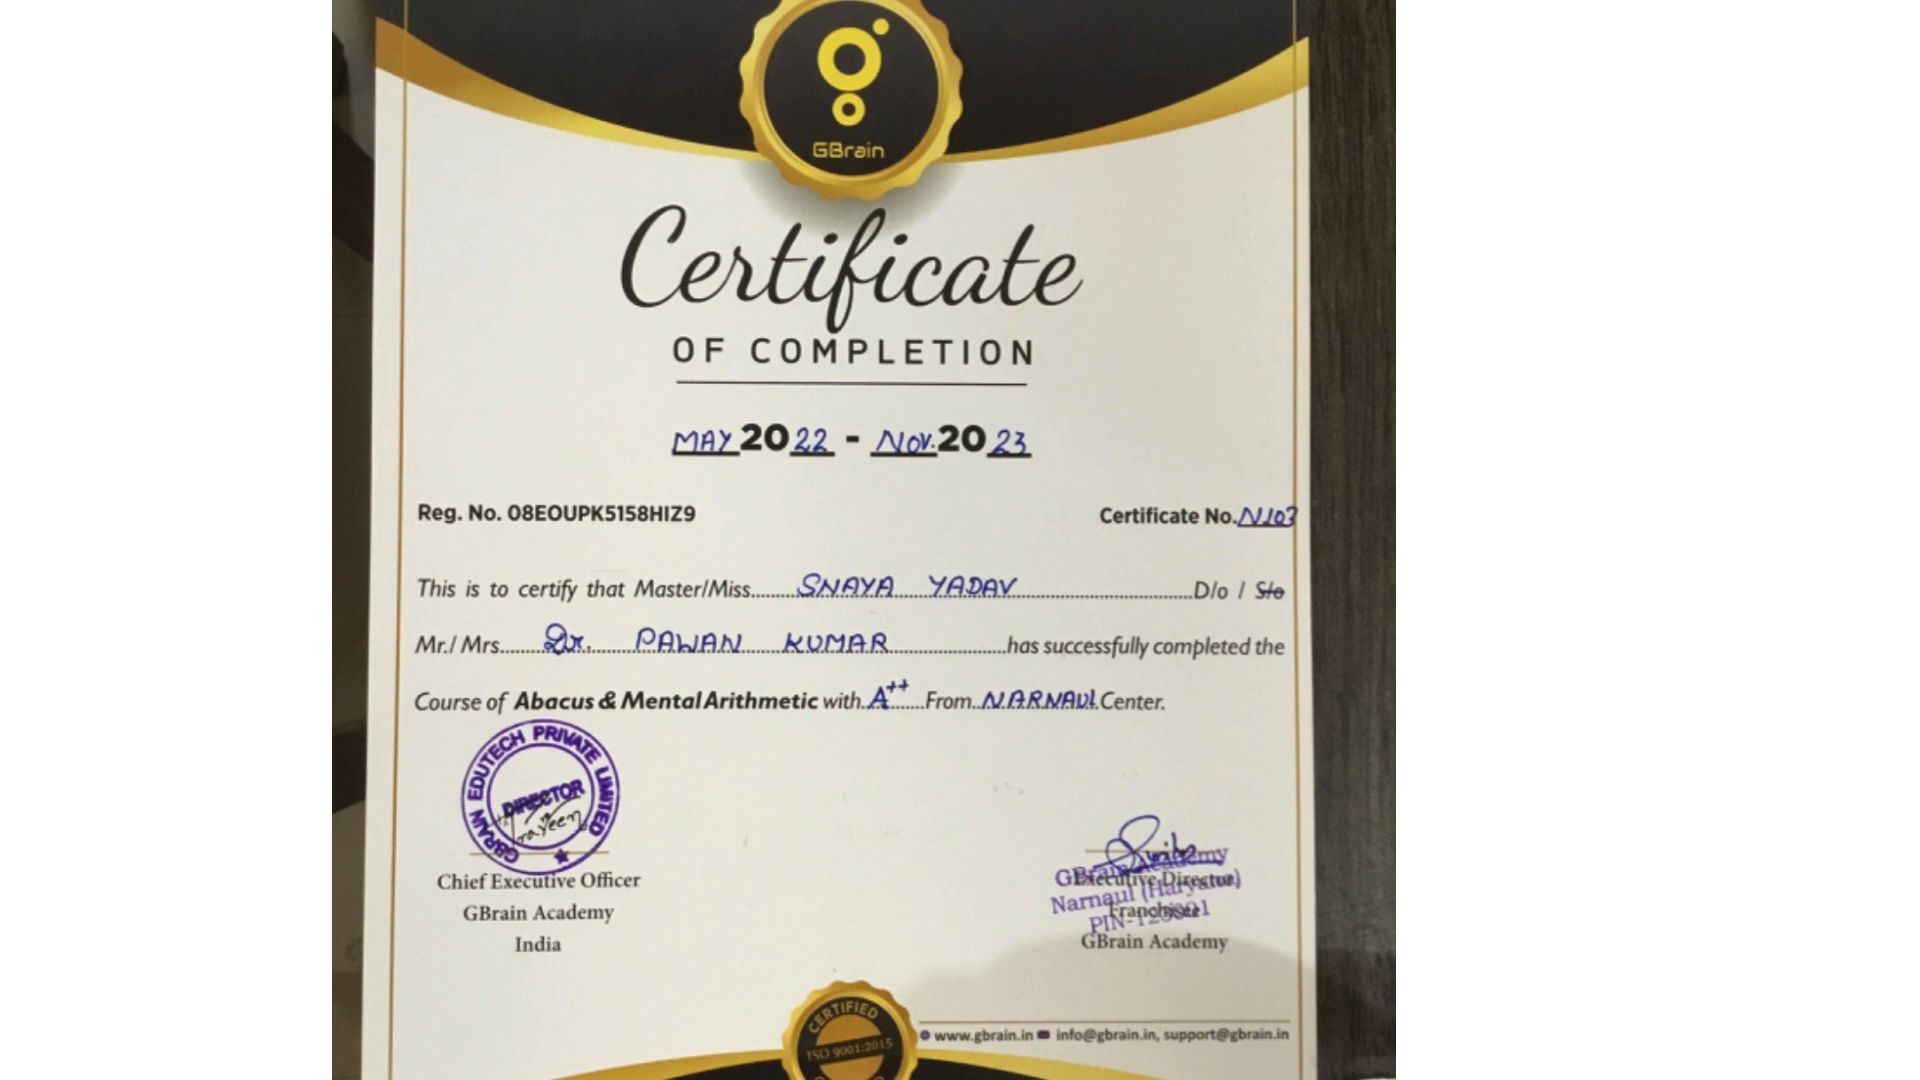 GBrain
Certificate
OF COMPLETION
MAY 2022 - NOV. 2023
Reg. No. 08EOUPK5158HIZ9
Certificate No. N103
This is to certify that Master/Miss........SNAYA YADAV........D/o / S/o
Mr./ Mrs........Dr. PAWAN KUMAR........has successfully completed the
Course of Abacus & Mental Arithmetic with..A++.....From..NARNAUL Center.
GBRAIN EDUTECH PRIVATE LIMITED
DIRECTOR
Chief Executive Officer
GBrain Academy
India
GBrain Academy
Narnaul (Haryana)
PIN-123001
Executive Director
Franchisee
GBrain Academy
CERTIFIED
ISO 9001:2015
www.gbrain.in info@gbrain.in, support@gbrain.in